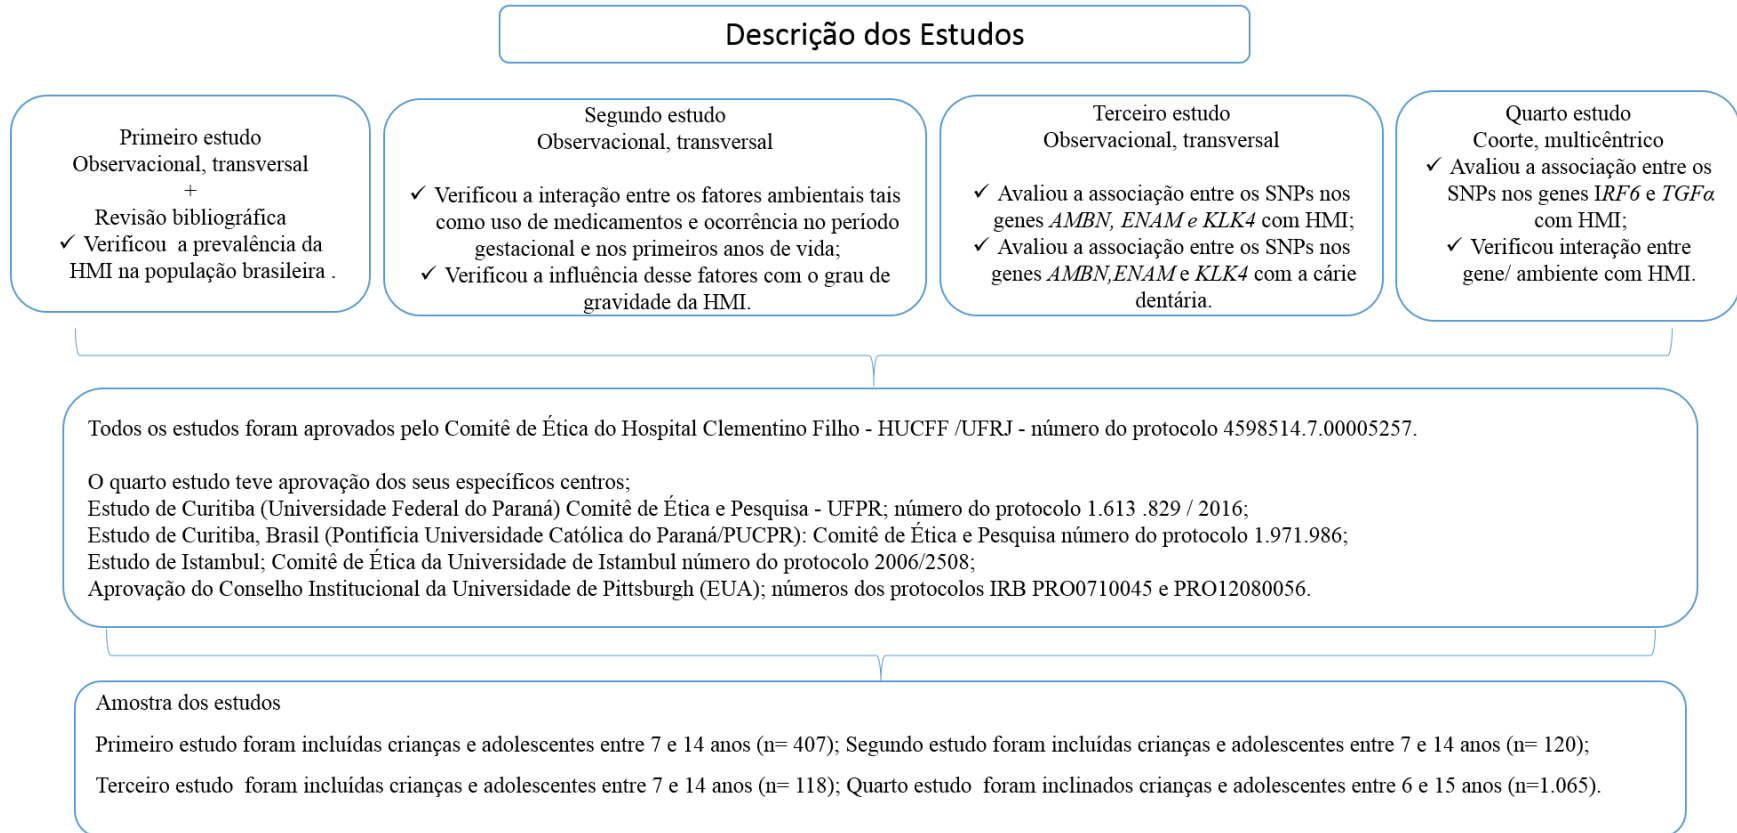 Descrição dos Estudos
Primeiro estudo
Observacional, transversal
+
Revisão bibliográfica
✓ Verificou a prevalência da
HMI na população brasileira .
Segundo estudo
Observacional, transversal
✓ Verificou a interação entre os fatores ambientais tais
como uso de medicamentos e ocorrência no período
gestacional e nos primeiros anos de vida;
✓ Verificou a influência desse fatores com o grau de
gravidade da HMI.
Terceiro estudo
Observacional, transversal
✓ Avaliou a associação entre os SNPs nos
genes AMBN, ENAM e KLK4 com HMI;
✓ Avaliou a associação entre os SNPs nos
genes AMBN,ENAM e KLK4 com a cárie
dentária.
Quarto estudo
Coorte, multicêntrico
✓ Avaliou a associação entre os
SNPs nos genes IRF6 e TGFα
com HMI;
✓ Verificou interação entre
gene/ ambiente com HMI.
Todos os estudos foram aprovados pelo Comitê de Ética do Hospital Clementino Filho - HUCFF /UFRJ - número do protocolo 4598514.7.00005257.
O quarto estudo teve aprovação dos seus específicos centros;
Estudo de Curitiba (Universidade Federal do Paraná) Comitê de Ética e Pesquisa - UFPR; número do protocolo 1.613 .829 / 2016;
Estudo de Curitiba, Brasil (Pontifícia Universidade Católica do Paraná/PUCPR): Comitê de Ética e Pesquisa número do protocolo 1.971.986;
Estudo de Istambul; Comitê de Ética da Universidade de Istambul número do protocolo 2006/2508;
Aprovação do Conselho Institucional da Universidade de Pittsburgh (EUA); números dos protocolos IRB PRO0710045 e PRO12080056.
Amostra dos estudos
Primeiro estudo foram incluídas crianças e adolescentes entre 7 e 14 anos (n= 407); Segundo estudo foram incluídas crianças e adolescentes entre 7 e 14 anos (n= 120);
Terceiro estudo foram incluídas crianças e adolescentes entre 7 e 14 anos (n= 118); Quarto estudo foram inclinados crianças e adolescentes entre 6 e 15 anos (n=1.065).